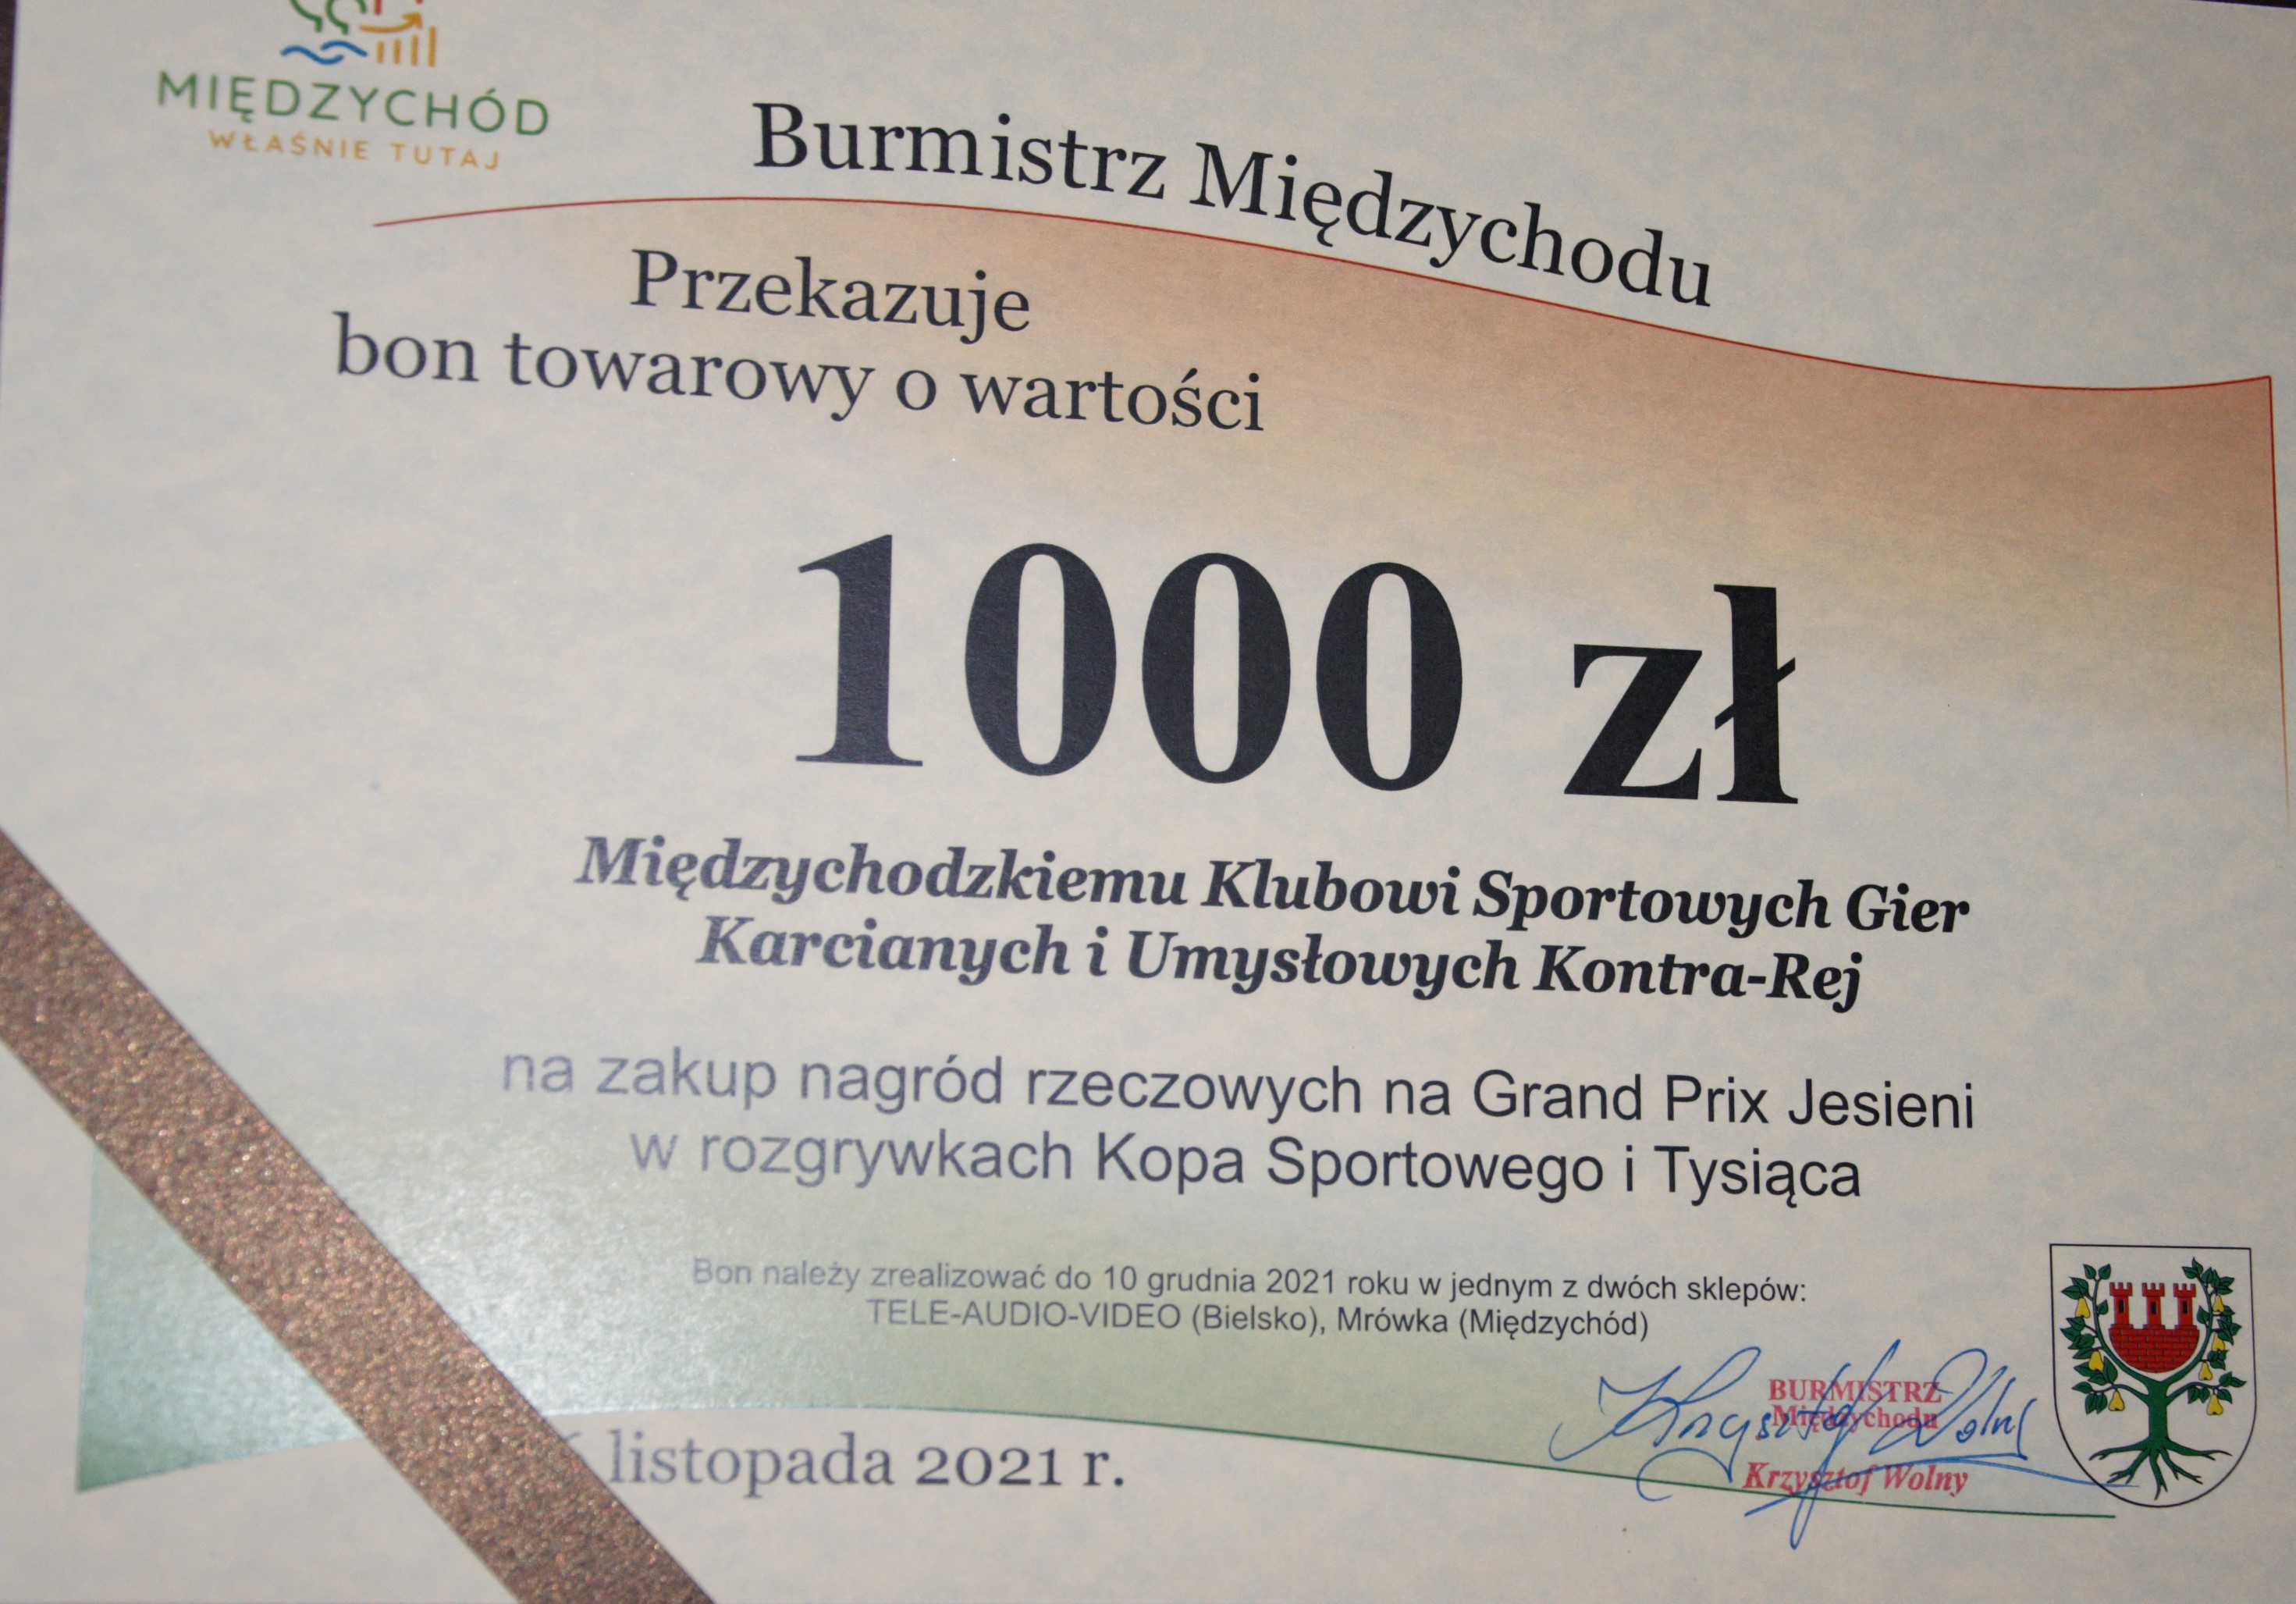 MIĘDZYCHÓD
WŁAŚNIE TUTAJ
Burmistrz Międzychodu
Przekazuje
bon towarowy o wartości
1000 zł
Międzychodzkiemu Klubowi Sportowych Gier
Karcianych i Umysłowych Kontra-Rej
na zakup nagród rzeczowych na Grand Prix Jesieni
w rozgrywkach Kopa Sportowego i Tysiąca
Bon należy zrealizować do 10 grudnia 2021 roku w jednym z dwóch sklepów:
TELE-AUDIO-VIDEO (Bielsko), Mrówka (Międzychód)
BURMISTRZ
Międzychodu
Krzysztof Wolny
Krzysztof Wolny
listopada 2021 r.